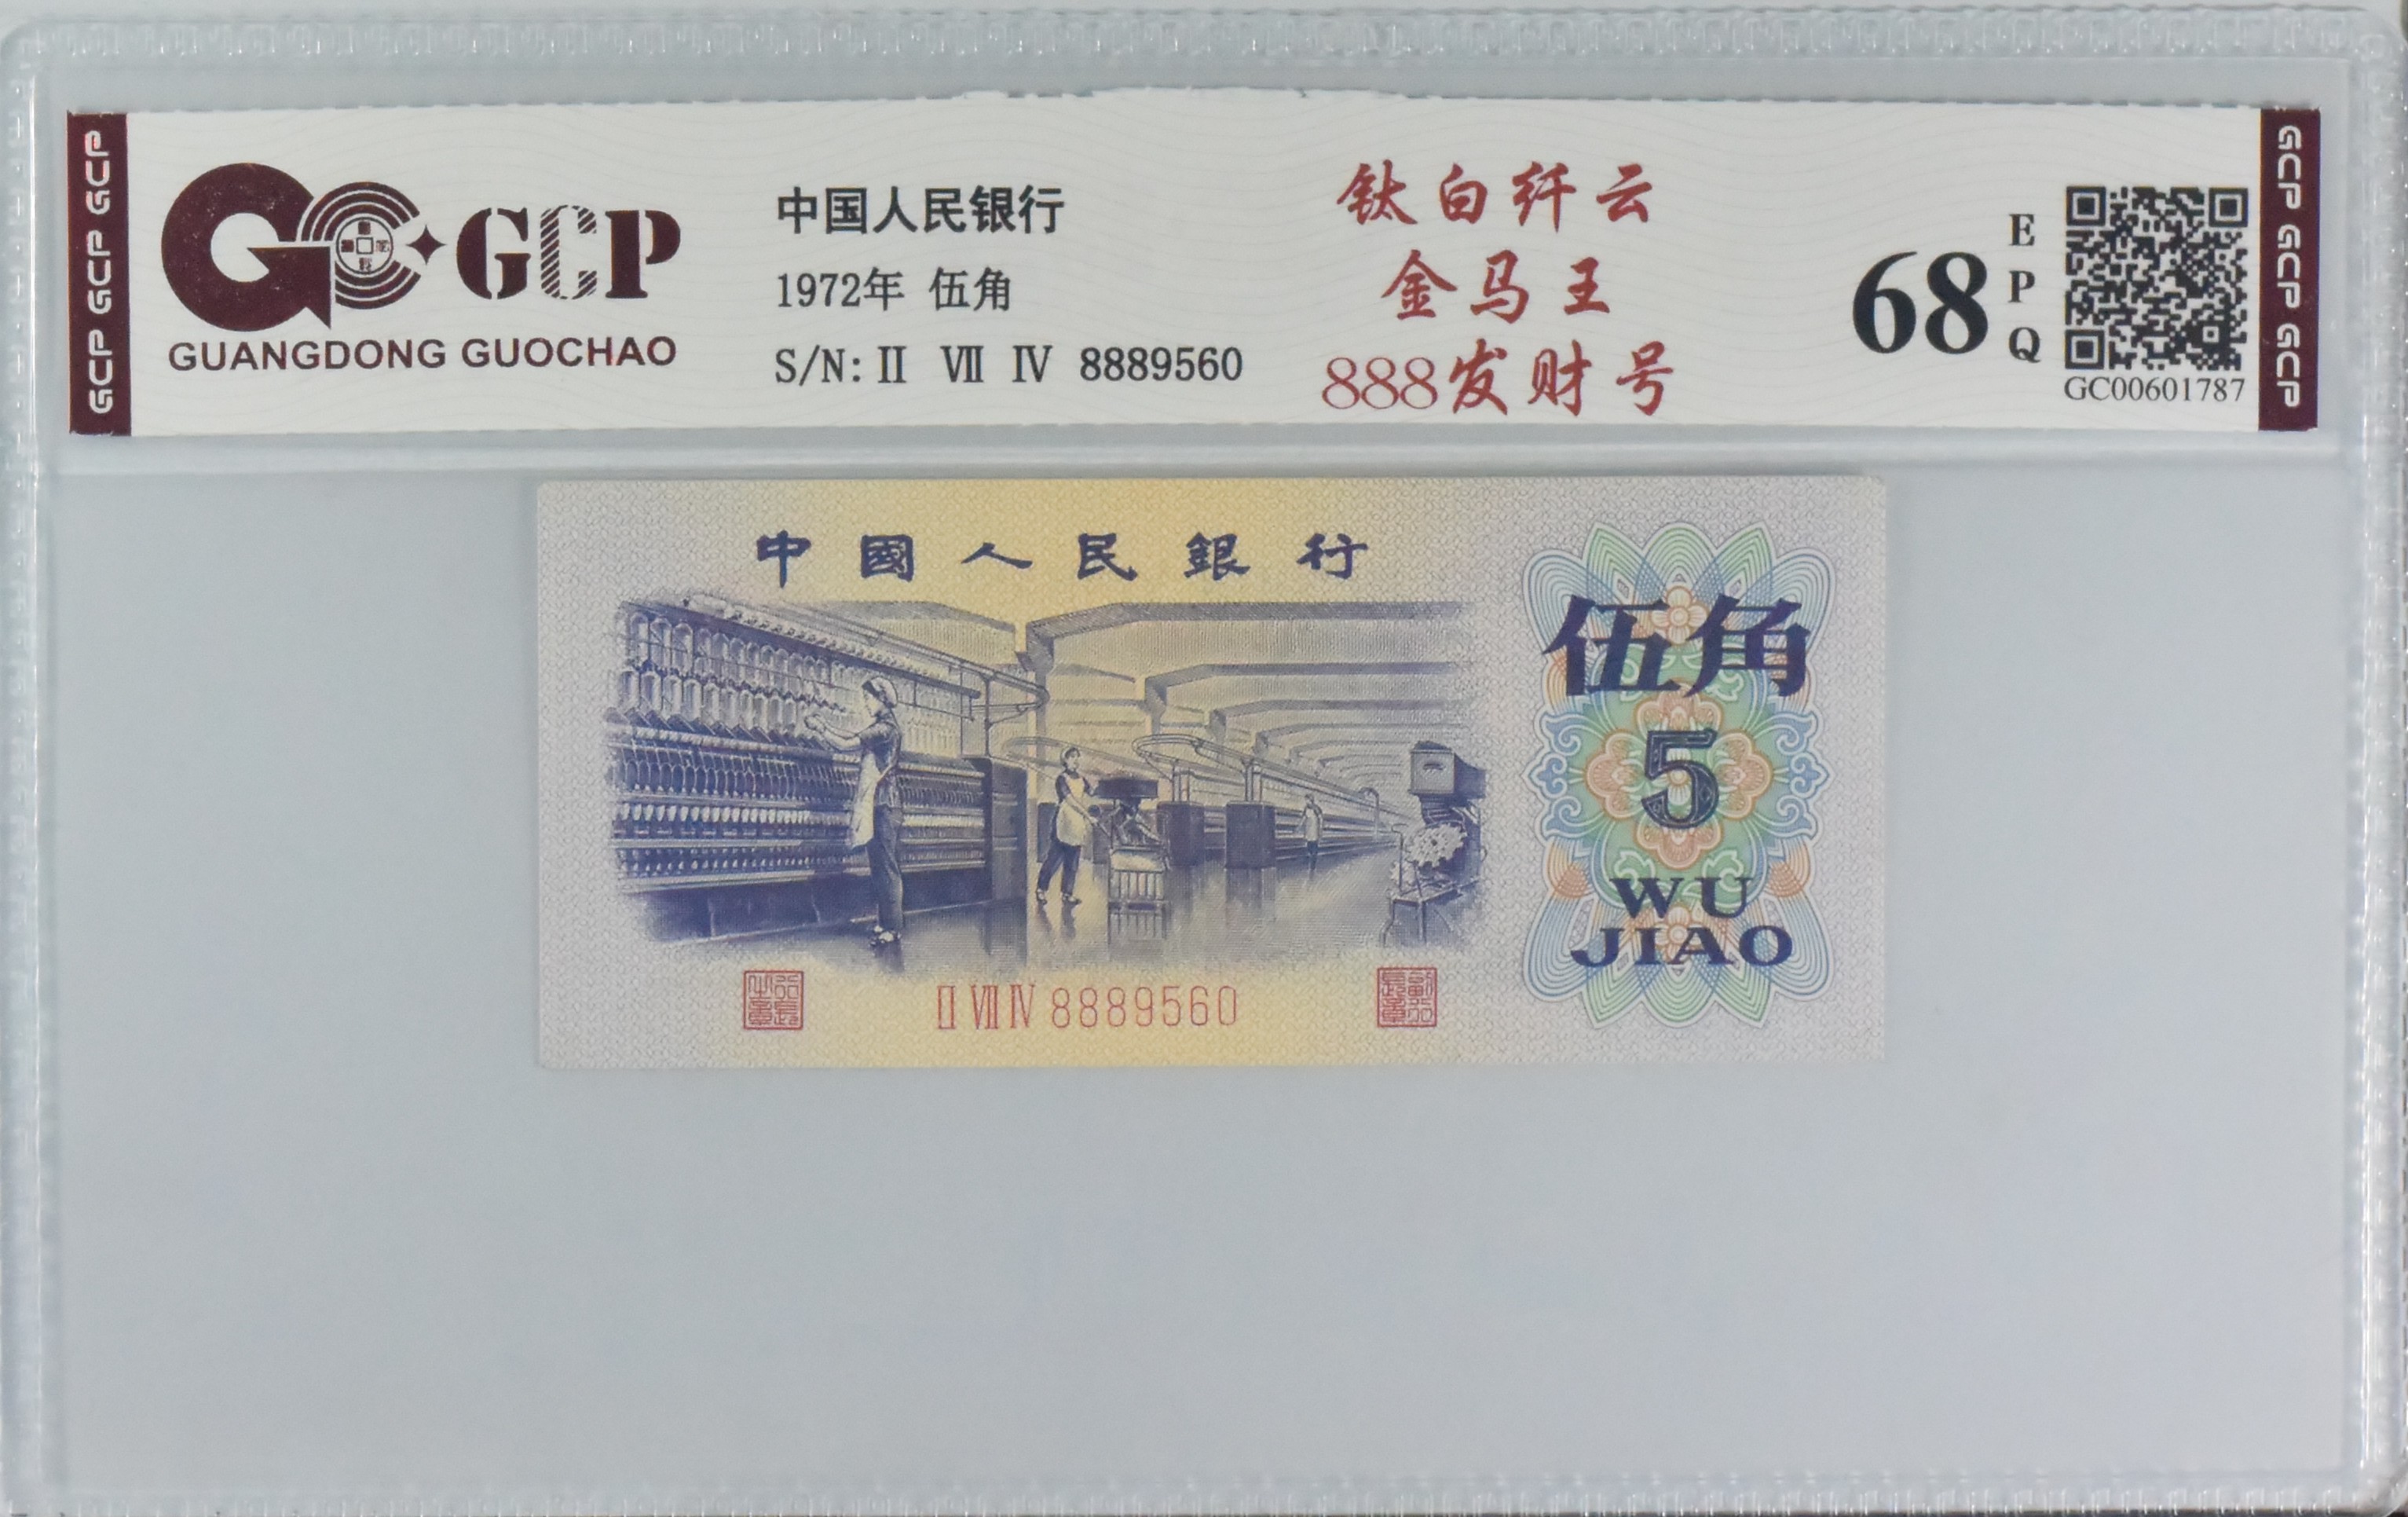 GCP GCP GCP
GCP
GUANGDONG GUOCHAO
中国人民银行
1972年 伍角
S/N: II VII IV 8889560
钛白纤云
金马王
888发财号
68
EPQ
GC00601787
GCP GCP GCP
中國人民銀行
伍角
5
WU
JIAO
II VII IV 8889560